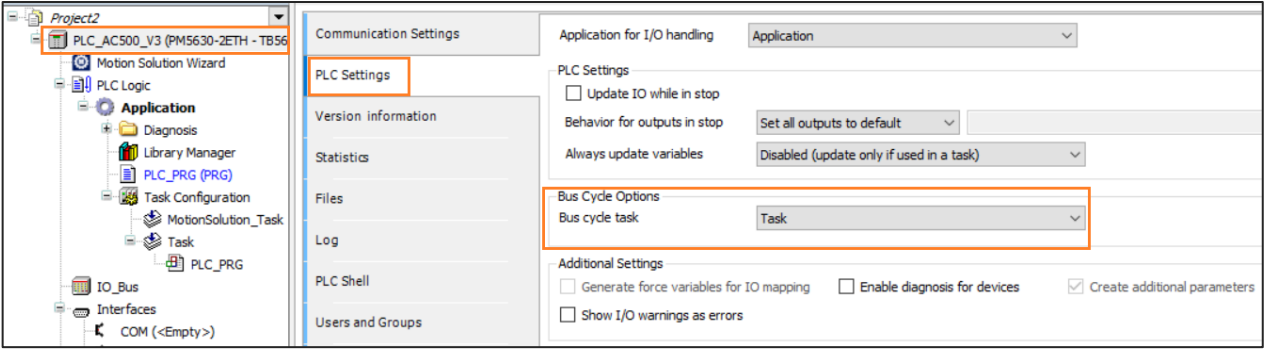 Project2
PLC_AC500_V3 (PM5630-2ETH - TB56
Motion Solution Wizard
PLC Logic
Application
Diagnosis
Library Manager
PLC_PRG (PRG)
Task Configuration
MotionSolution_Task
Task
PLC_PRG
IO_Bus
Interfaces
COM (<Empty>)
Communication Settings
PLC Settings
Version information
Statistics
Files
Log
PLC Shell
Users and Groups
Application for I/O handling Application
PLC Settings
Update IO while in stop
Behavior for outputs in stop Set all outputs to default
Always update variables Disabled (update only if used in a task)
Bus Cycle Options
Bus cycle task Task
Additional Settings
Generate force variables for IO mapping Enable diagnosis for devices Create additional parameters
Show I/O warnings as errors